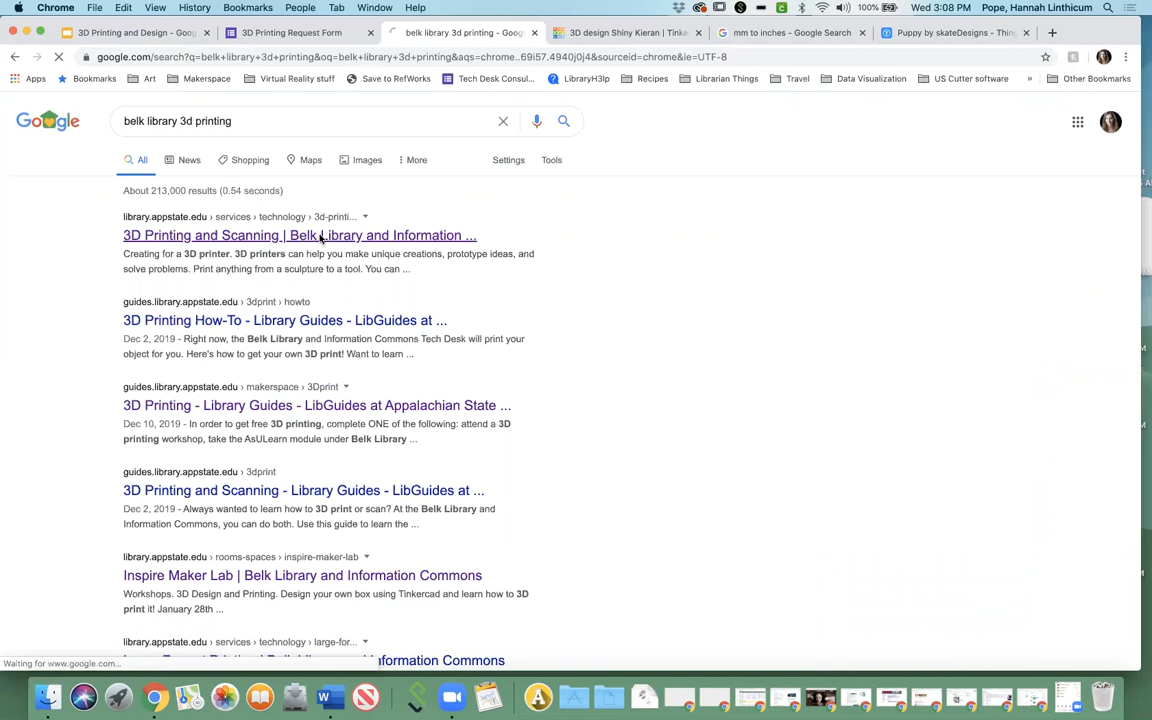 Chrome File Edit View History Bookmarks People Tab Window Help 100% Wed 3:08 PM Pope, Hannah Linthicum
3D Printing and Design - Goog 3D Printing Request Form belk library 3d printing - Goog 3D design Shiny Kieran | Tinke mm to inches - Google Search Puppy by skateDesigns - Thing
google.com/search?q=belk+library+3d+printing&oq=belk+library+3d+printing&aqs=chrome..69i57.4940j0j4&sourceid=chrome&ie=UTF-8
Apps Bookmarks Art Makerspace Virtual Reality stuff Save to RefWorks Tech Desk Consul... LibraryH3lp Recipes Librarian Things Travel Data Visualization US Cutter software » Other Bookmarks
Google belk library 3d printing
All News Shopping Maps Images More Settings Tools
About 213,000 results (0.54 seconds)
library.appstate.edu › services › technology › 3d-printi...
3D Printing and Scanning | Belk Library and Information ...
Creating for a 3D printer. 3D printers can help you make unique creations, prototype ideas, and
solve problems. Print anything from a sculpture to a tool. You can ...
guides.library.appstate.edu › 3dprint › howto
3D Printing How-To - Library Guides - LibGuides at ...
Dec 2, 2019 - Right now, the Belk Library and Information Commons Tech Desk will print your
object for you. Here's how to get your own 3D print! Want to learn ...
guides.library.appstate.edu › makerspace › 3Dprint
3D Printing - Library Guides - LibGuides at Appalachian State ...
Dec 10, 2019 - In order to get free 3D printing, complete ONE of the following: attend a 3D
printing workshop, take the AsULearn module under Belk Library ...
guides.library.appstate.edu › 3dprint
3D Printing and Scanning - Library Guides - LibGuides at ...
Dec 2, 2019 - Always wanted to learn how to 3D print or scan? At the Belk Library and
Information Commons, you can do both. Use this guide to learn the ...
library.appstate.edu › rooms-spaces › inspire-maker-lab
Inspire Maker Lab | Belk Library and Information Commons
Workshops. 3D Design and Printing. Design your own box using Tinkercad and learn how to 3D
print it! January 28th ...
library.appstate.edu › services › technology › large-for...
Information Commons
Waiting for www.google.com...